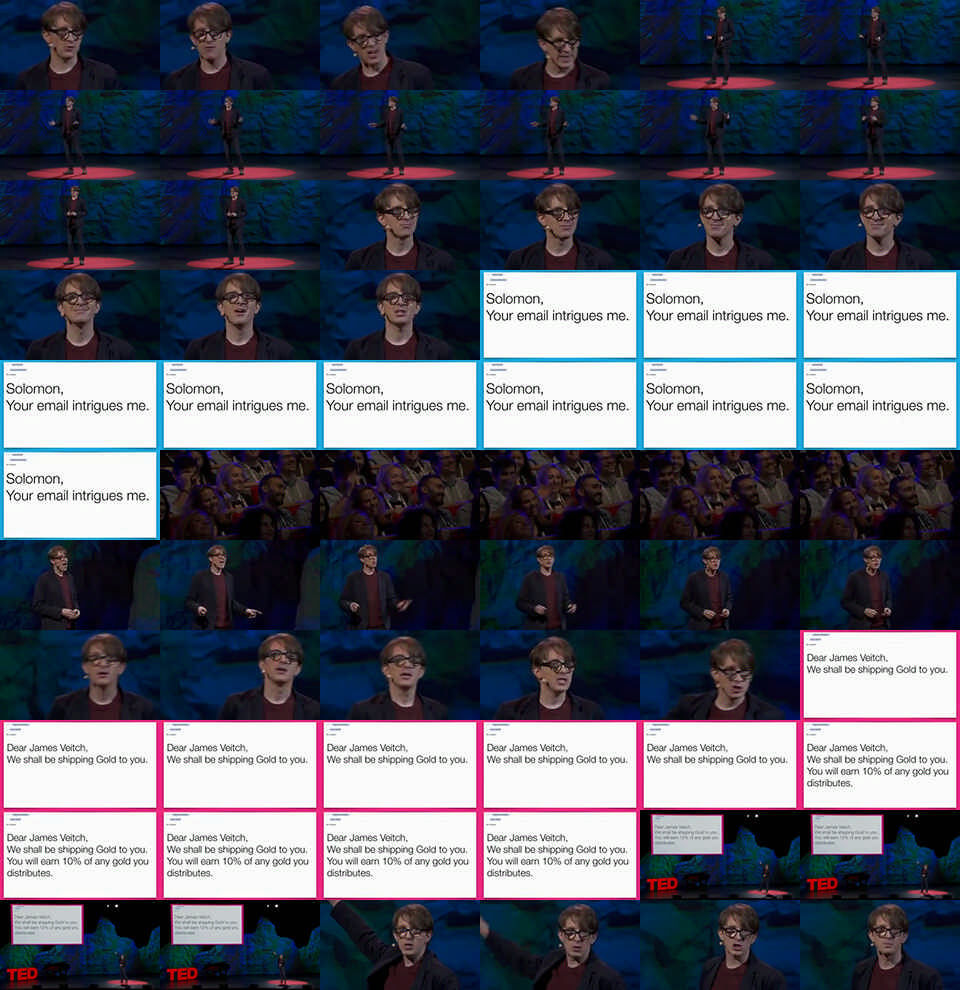 Solomon,
Your email intrigues me.
Solomon,
Your email intrigues me.
Solomon,
Your email intrigues me.
Solomon,
Your email intrigues me.
Solomon,
Your email intrigues me.
Solomon,
Your email intrigues me.
Solomon,
Your email intrigues me.
Solomon,
Your email intrigues me.
Solomon,
Your email intrigues me.
Solomon,
Your email intrigues me.
Dear James Veitch,
We shall be shipping Gold to you.
Dear James Veitch,
We shall be shipping Gold to you.
Dear James Veitch,
We shall be shipping Gold to you.
Dear James Veitch,
We shall be shipping Gold to you.
Dear James Veitch,
We shall be shipping Gold to you.
Dear James Veitch,
We shall be shipping Gold to you.
Dear James Veitch,
We shall be shipping Gold to you.
You will earn 10% of any gold you
distributes.
Dear James Veitch,
We shall be shipping Gold to you.
You will earn 10% of any gold you
distributes.
Dear James Veitch,
We shall be shipping Gold to you.
You will earn 10% of any gold you
distributes.
Dear James Veitch,
We shall be shipping Gold to you.
You will earn 10% of any gold you
distributes.
Dear James Veitch,
We shall be shipping Gold to you.
You will earn 10% of any gold you
distributes.
Dear James Veitch,
We shall be shipping Gold to you.
You will earn 10% of any gold you
distributes.
TED
Dear James Veitch,
We shall be shipping Gold to you.
You will earn 10% of any gold you
distributes.
TED
Dear James Veitch,
We shall be shipping Gold to you.
You will earn 10% of any gold you
distributes.
TED
Dear James Veitch,
We shall be shipping Gold to you.
You will earn 10% of any gold you
distributes.
TED